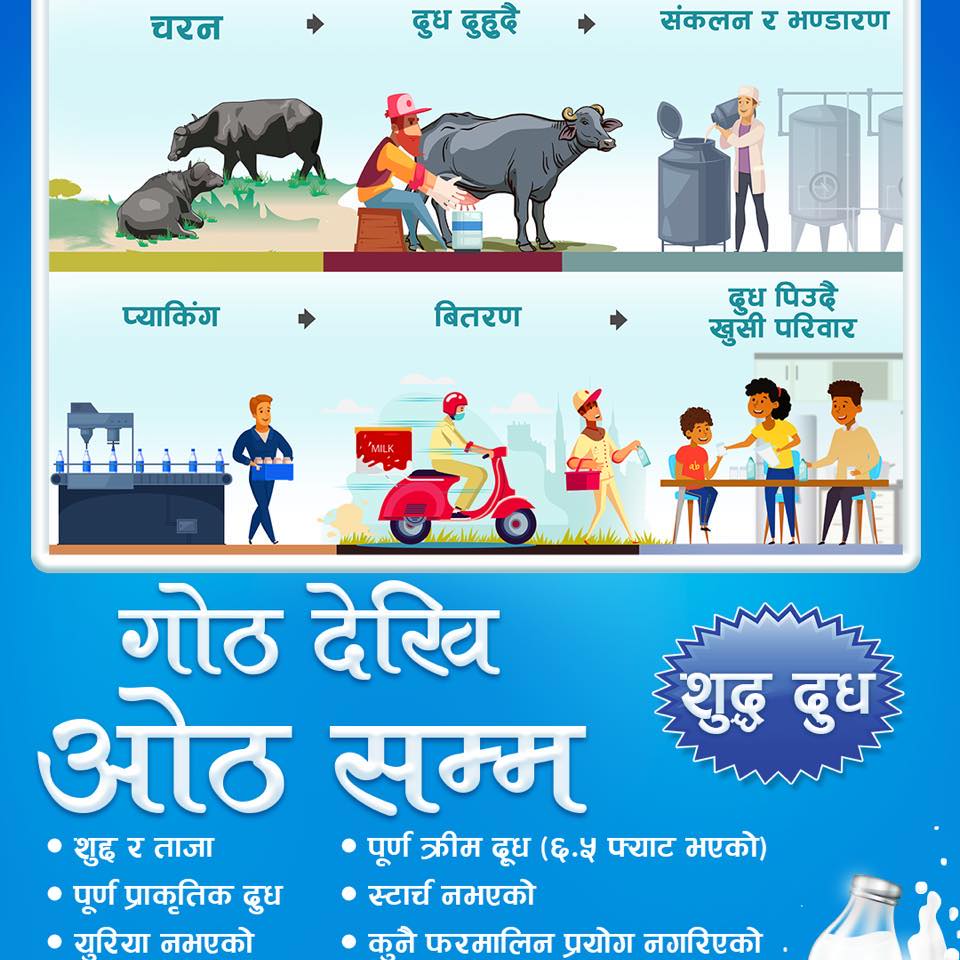 चरन
दुध दुहुदै
संकलन र भण्डारण
प्याकिंग
बितरण
दुध पिउदै
खुसी परिवार
MILK
ab
गोठ देखि
ओठ सम्म
शुद्ध दुध
• शुद्द र ताजा
• पूर्ण प्राकृतिक दुध
• युरिया नभएको
• पूर्ण क्रीम दूध (६.५ फ्याट भएको)
• स्टार्च नभएको
• कुनै फरमालिन प्रयोग नगरिएको